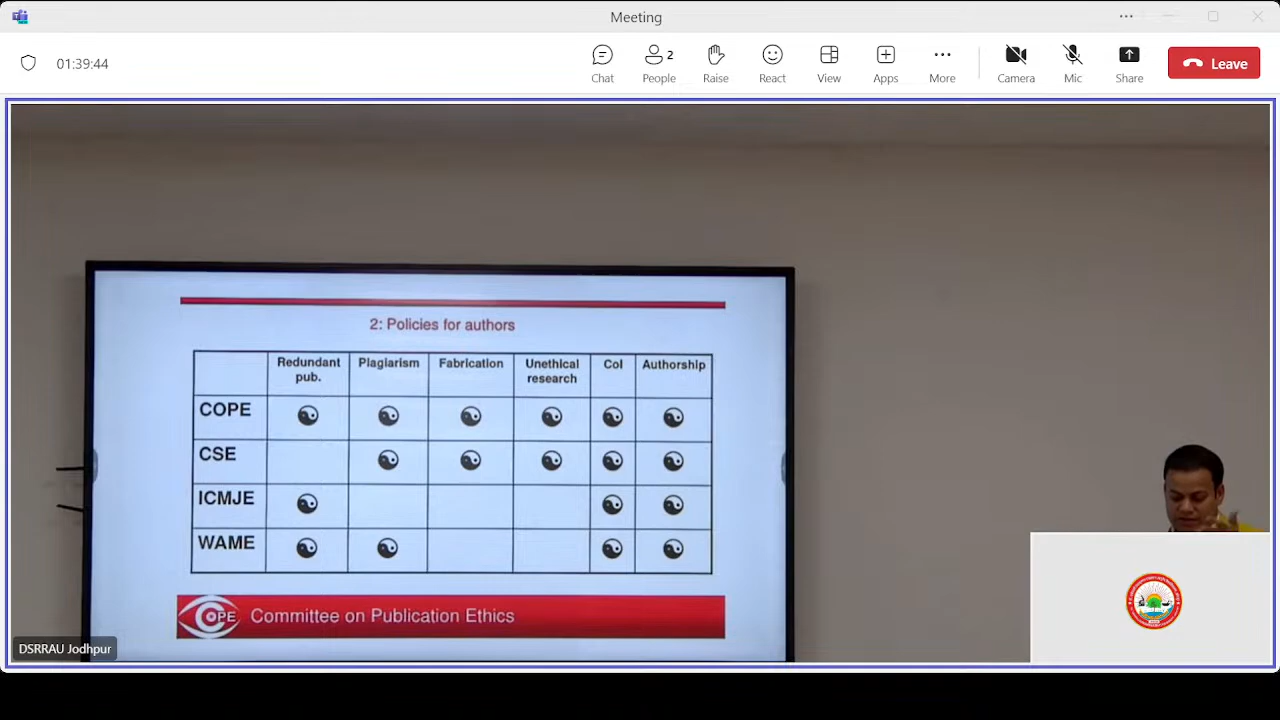 Meeting
01:39:44
Chat
People
2
Raise
React
View
Apps
More
Camera
Mic
Share
Leave
2: Policies for authors
Redundant pub.
Plagiarism
Fabrication
Unethical research
CoI
Authorship
COPE
CSE
ICMJE
WAME
COPE
Committee on Publication Ethics
DSRRAU Jodhpur